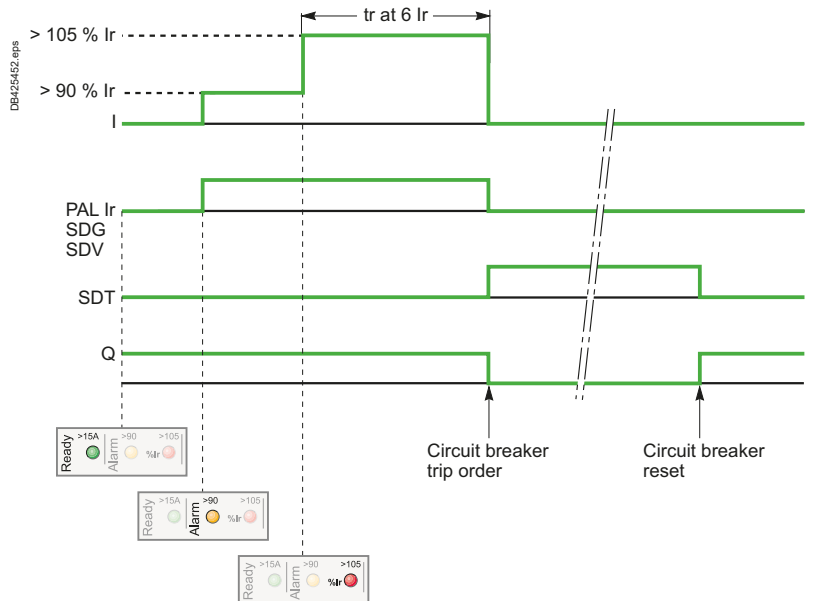 tr at 6 Ir
> 105 % Ir
> 90 % Ir
I
DB425452.eps
PAL Ir
SDG
SDV
SDT
Q
Circuit breaker
trip order
Circuit breaker
reset
Ready >15A Alarm >90 %Ir >105
Ready >15A Alarm >90 %Ir >105
Ready >15A Alarm >90 %Ir >105